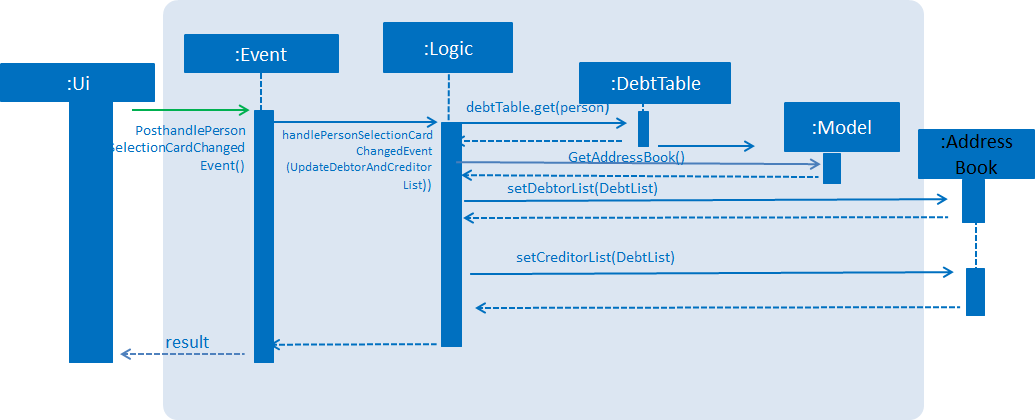 :Ui
:Event
:Logic
:DebtTable
:Model
:Address
Book
PosthandlePerson
SelectionCardChanged
Event()
handlePersonSelectionCard
ChangedEvent
(UpdateDebtorAndCreditor
List))
debtTable.get(person)
GetAddressBook()
setDebtorList(DebtList)
setCreditorList(DebtList)
result